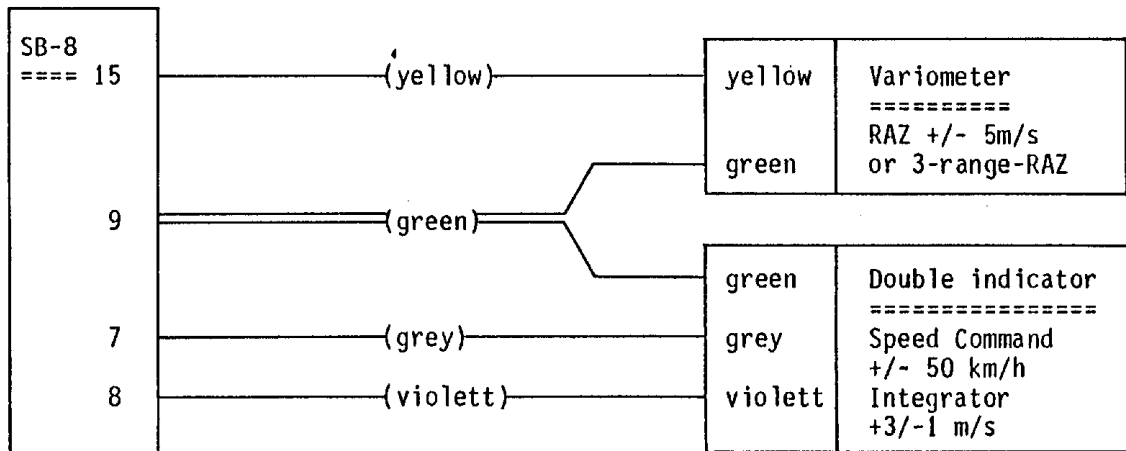 SB-8
==== 15 (yellow) yellow Variometer
==========
RAZ +/- 5m/s
green or 3-range-RAZ
9 (green)
green Double indicator
================
7 (grey) grey Speed Command
+/- 50 km/h
8 (violett) violett Integrator
+3/-1 m/s